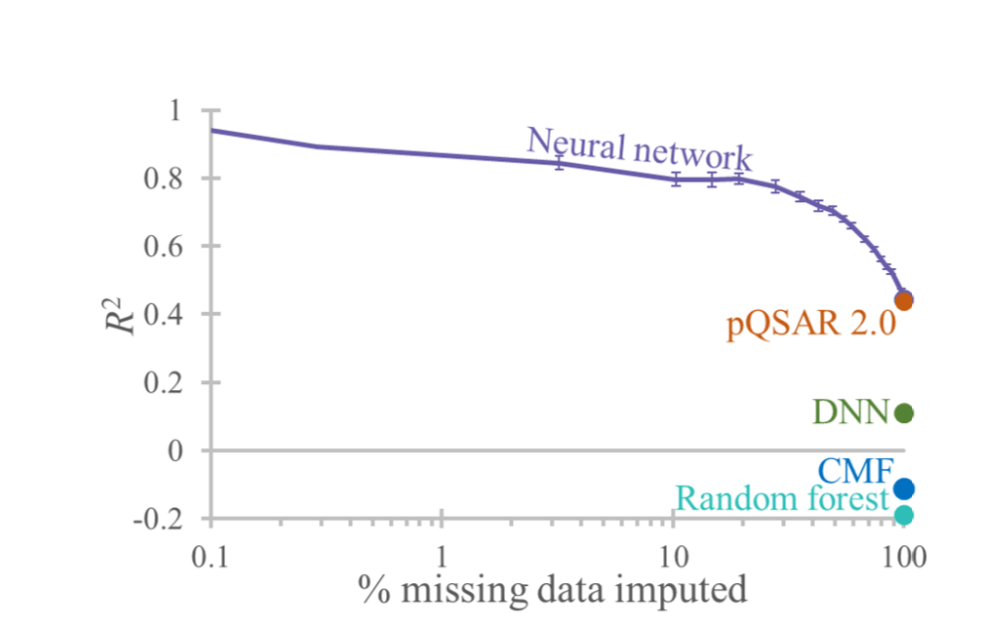 1
Neural network
0.8
0.6
R²
0.4
pQSAR 2.0
0.2
DNN
0
CMF
Random forest
-0.2
0.1 1 10 100
% missing data imputed